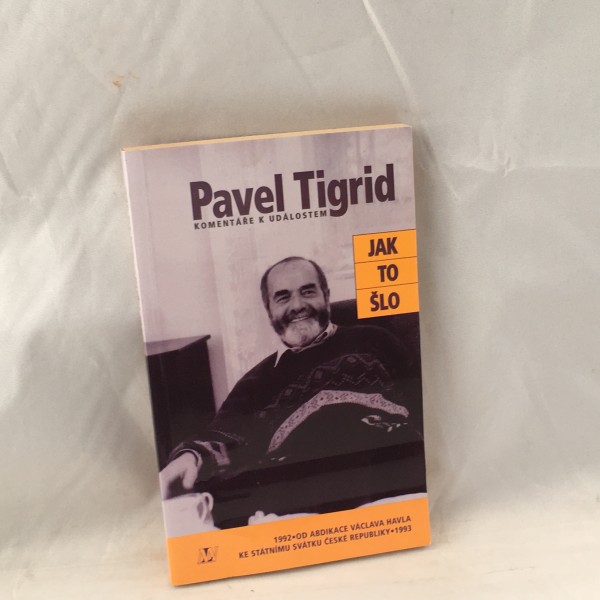 Pavel Tigrid
KOMENTÁŘE K UDÁLOSTEM
JAK
TO
ŠLO
1992•OD ABDIKACE VÁCLAVA HAVLA
KE STÁTNÍMU SVÁTKU ČESKÉ REPUBLIKY•1993